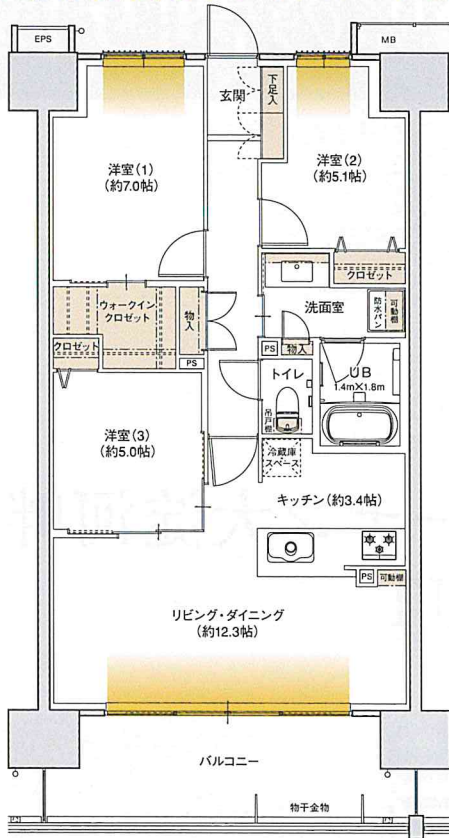 EPS
MB
玄関
下足入
洋室(1)
(約7.0帖)
洋室(2)
(約5.1帖)
クロゼット
ウォークイン
クロゼット
物入
洗面室
防水パン
可動棚
クロゼット
PS
PS
物入
トイレ
吊戸棚
UB
1.4m×1.8m
洋室(3)
(約5.0帖)
冷蔵庫
スペース
キッチン(約3.4帖)
PS
可動棚
リビング・ダイニング
(約12.3帖)
バルコニー
物干金物